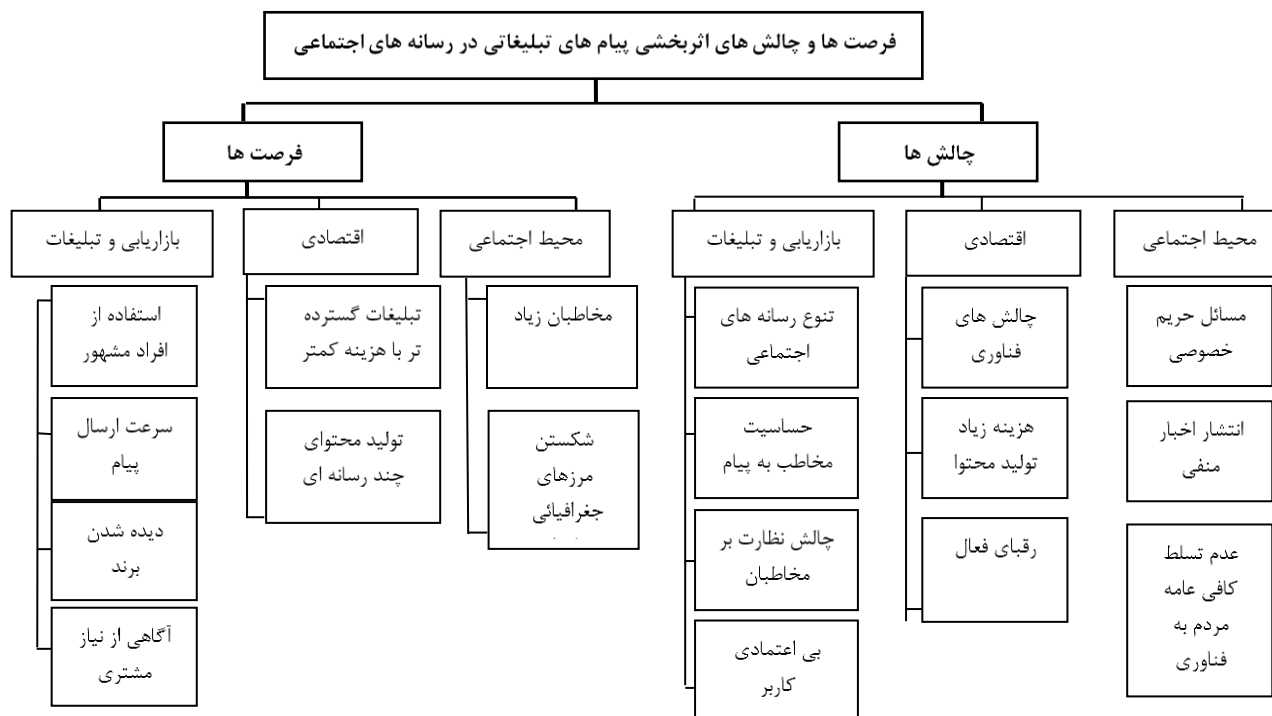 فرصت ها و چالش های اثربخشی پیام های تبلیغاتی در رسانه های اجتماعی
چالش ها
فرصت ها
محیط اجتماعی
اقتصادی
بازاریابی و تبلیغات
محیط اجتماعی
اقتصادی
بازاریابی و تبلیغات
مسائل حریم
خصوصی
انتشار اخبار
منفی
عدم تسلط
کافی عامه
مردم به
فناوری
چالش های
فناوری
هزینه زیاد
تولید محتوا
رقبای فعال
تنوع رسانه های
اجتماعی
حساسیت
مخاطب به پیام
چالش نظارت بر
مخاطبان
بی اعتمادی
کاربر
مخاطبان زیاد
شکستن
مرزهای
جغرافیائی
تبلیغات گسترده
تر با هزینه کمتر
تولید محتوای
چند رسانه ای
استفاده از
افراد مشهور
سرعت ارسال
پیام
دیده شدن
برند
آگاهی از نیاز
مشتری